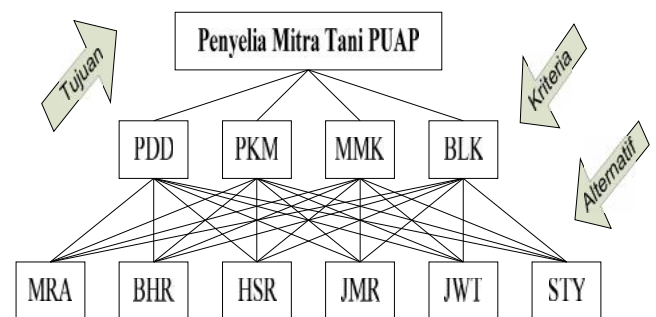 Penyelia Mitra Tani PUAP
Tujuan
Kriteria
PDD PKM MMK BLK
Alternatif
MRA BHR HSR JMR JWT STY